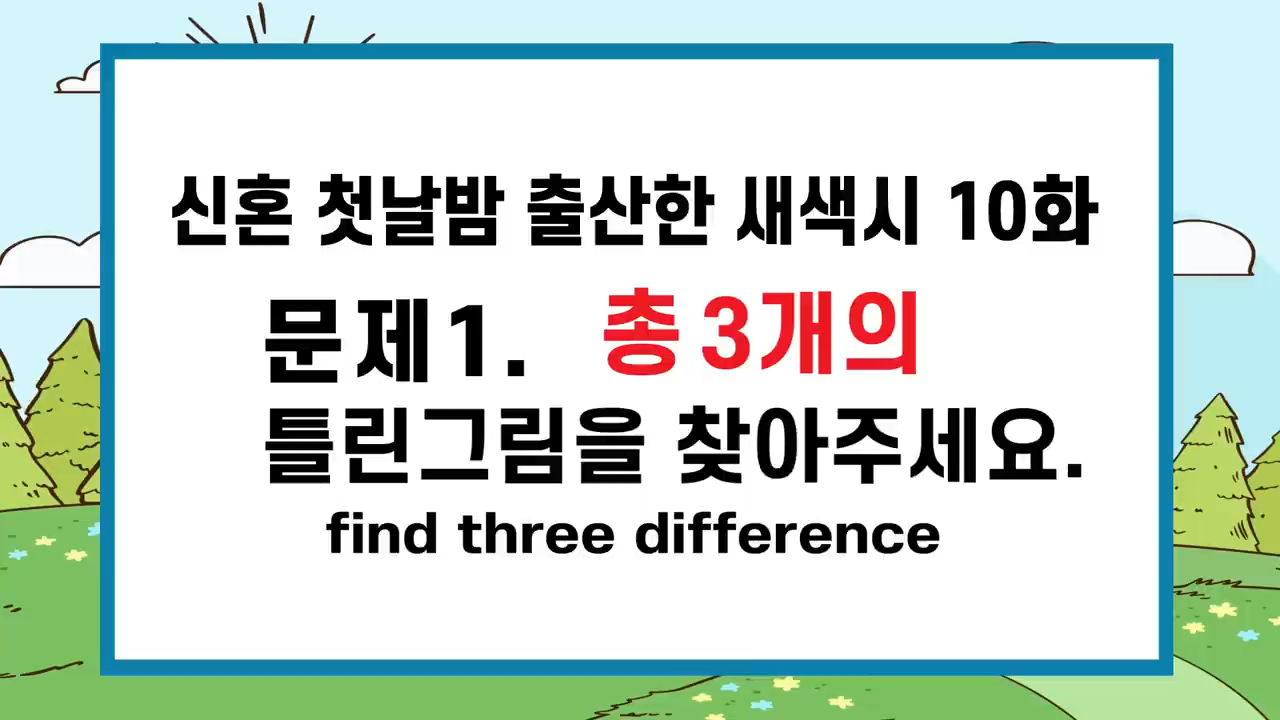 신혼 첫날밤 출산한 새색시 10화
문제1. 총 3개의
틀린그림을 찾아주세요.
find three difference